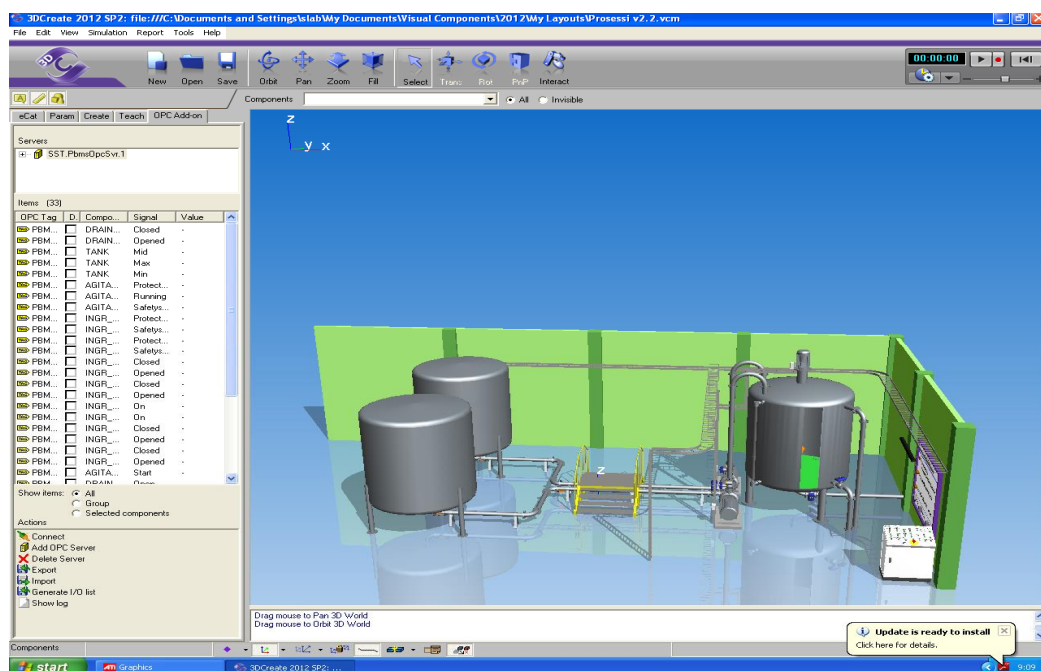 3DCreate 2012 SP2: file:///C:\Documents and Settings\slab\My Documents\Visual Components\2012\My Layouts\Prosessi v2.2.vcm
File Edit View Simulation Report Tools Help
3D
New Open Save Orbit Pan Zoom Fill Select Trans Rot PnP Interact
00:00:00
Components All Invisible
eCat Param Create Teach OPC Add-on
Servers
SST.PbmsOpcSvr.1
Items (33)
OPC Tag D. Compo... Signal Value
PBM... DRAIN... Closed -
PBM... DRAIN... Opened -
PBM... TANK Mid -
PBM... TANK Max -
PBM... TANK Min -
PBM... AGITA... Protect... -
PBM... AGITA... Running -
PBM... AGITA... Safetys... -
PBM... INGR_... Protect... -
PBM... INGR_... Safetys... -
PBM... INGR_... Protect... -
PBM... INGR_... Safetys... -
PBM... INGR_... Closed -
PBM... INGR_... Opened -
PBM... INGR_... Closed -
PBM... INGR_... Opened -
PBM... INGR_... On -
PBM... INGR_... On -
PBM... INGR_... Closed -
PBM... INGR_... Opened -
PBM... INGR_... Closed -
PBM... INGR_... Opened -
PBM... AGITA... Start -
PBM... DRAIN... Open -
Show items: All
Group
Selected components
Actions
Connect
Add OPC Server
Delete Server
Export
Import
Generate I/O list
Show log
z
y x
z
Drag mouse to Pan 3D World
Drag mouse to Orbit 3D World
Update is ready to install
Click here for details.
Components
start ATI Graphics 3DCreate 2012 SP2: ... 9:09